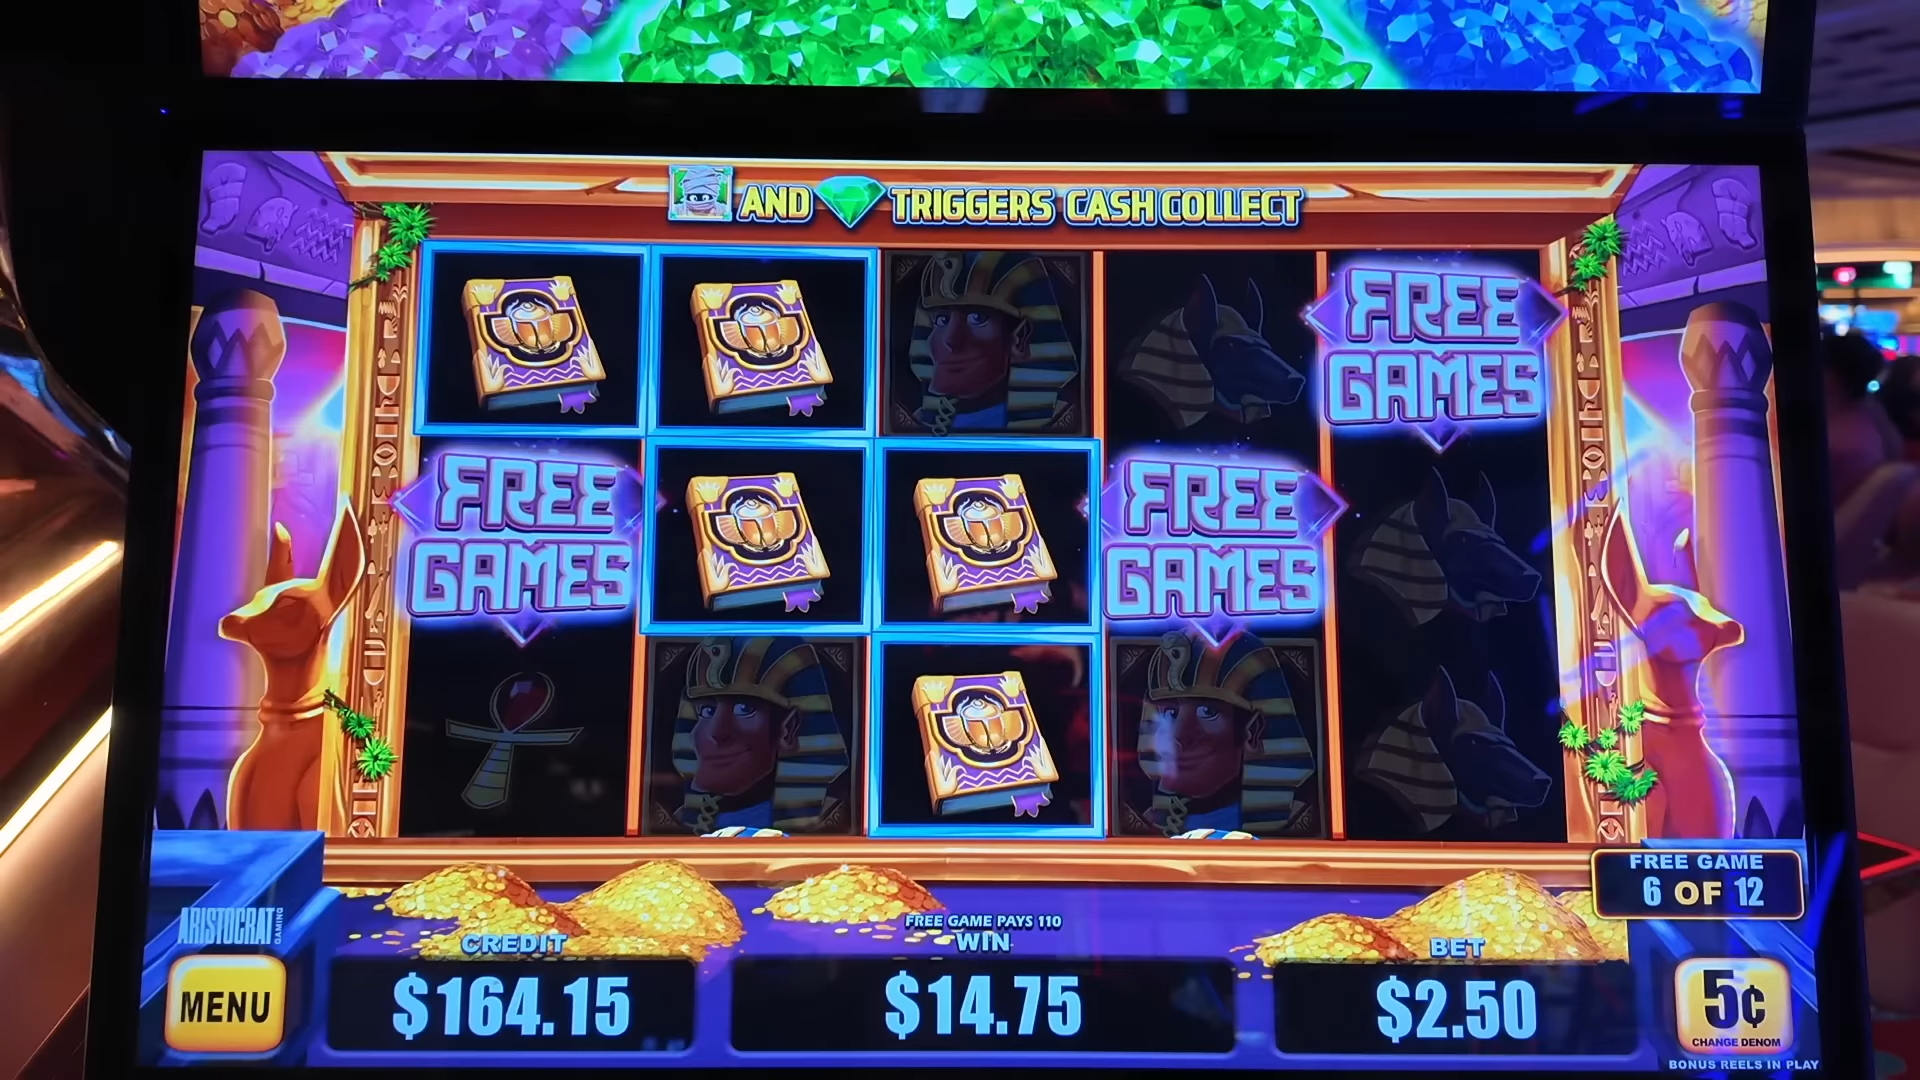 AND TRIGGERS CASH COLLECT
FREE
GAMES
FREE
GAMES
FREE
GAMES
FREE GAME
6 OF 12
ARISTOCRAT
GAMING
FREE GAME PAYS 110
CREDIT
WIN
BET
MENU
$164.15
$14.75
$2.50
5¢
CHANGE DENOM
BONUS REELS IN PLAY